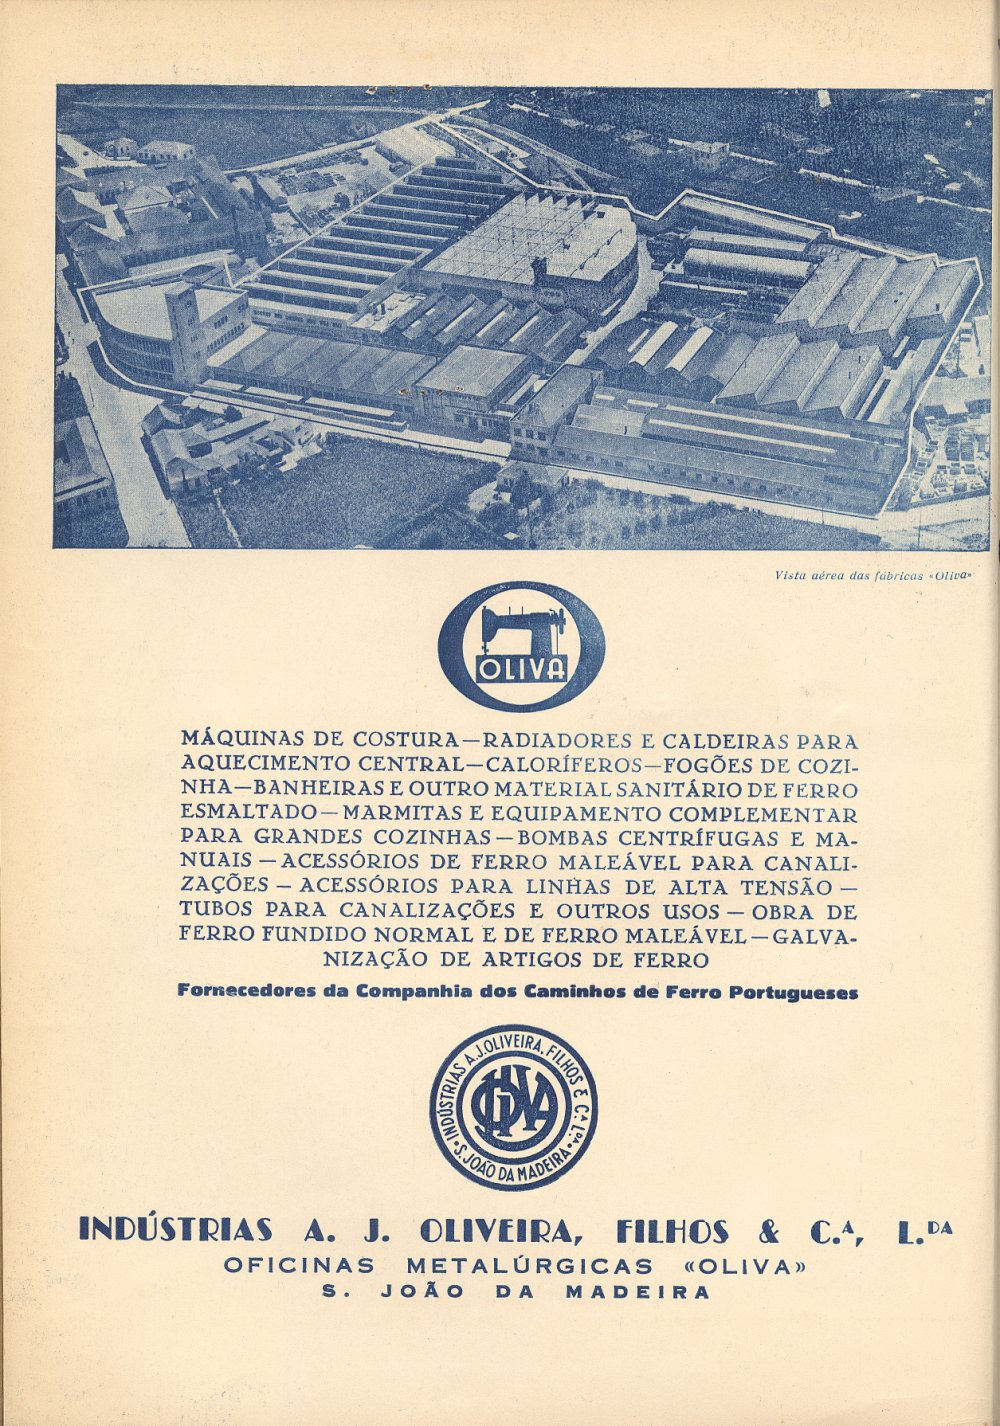 Vista aérea das fábricas «Oliva»
OLIVA
MÁQUINAS DE COSTURA—RADIADORES E CALDEIRAS PARA
AQUECIMENTO CENTRAL—CALORÍFEROS—FOGÕES DE COZI-
NHA—BANHEIRAS E OUTRO MATERIAL SANITÁRIO DE FERRO
ESMALTADO—MARMITAS E EQUIPAMENTO COMPLEMENTAR
PARA GRANDES COZINHAS—BOMBAS CENTRÍFUGAS E MA-
NUAIS—ACESSÓRIOS DE FERRO MALEÁVEL PARA CANALI-
ZAÇÕES — ACESSÓRIOS PARA LINHAS DE ALTA TENSÃO —
TUBOS PARA CANALIZAÇÕES E OUTROS USOS — OBRA DE
FERRO FUNDIDO NORMAL E DE FERRO MALEÁVEL—GALVA-
NIZAÇÃO DE ARTIGOS DE FERRO
Fornecedores da Companhia dos Caminhos de Ferro Portugueses
INDÚSTRIAS A.J.OLIVEIRA, FILHOS & C.A L.DA
OLIVA
• S. JOÃO DA MADEIRA •
INDÚSTRIAS A. J. OLIVEIRA, FILHOS & C.A, L.DA
OFICINAS METALÚRGICAS «OLIVA»
S. JOÃO DA MADEIRA